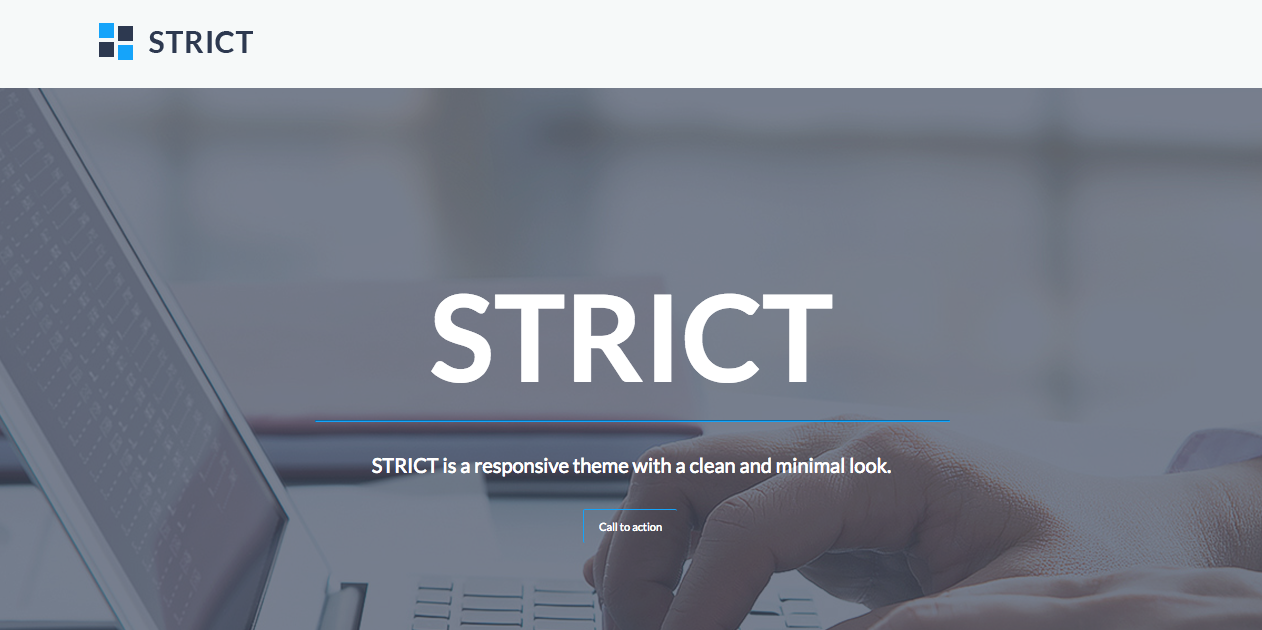 STRICT
STRICT
STRICT is a responsive theme with a clean and minimal look.
Call to action